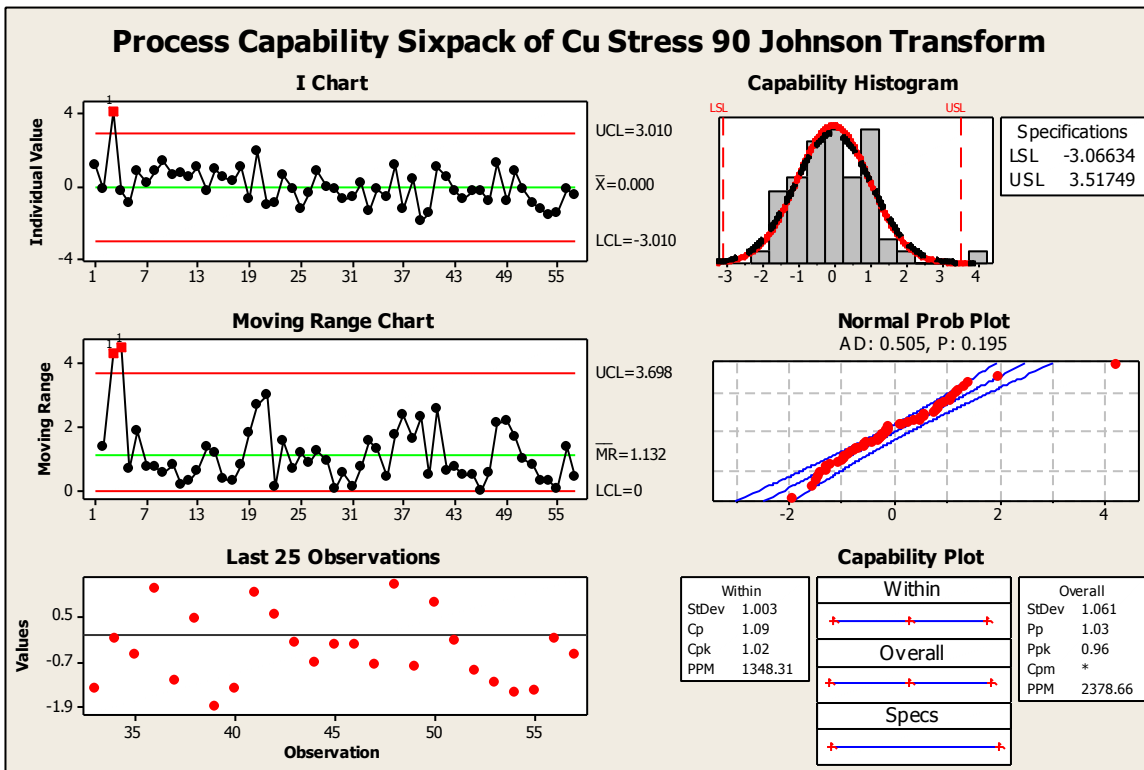 Process Capability Sixpack of Cu Stress 90 Johnson Transform
I Chart
Individual Value
4
0
-4
1
1 7 13 19 25 31 37 43 49 55
UCL=3.010
X=0.000
LCL=-3.010
Capability Histogram
LSL USL
-3 -2 -1 0 1 2 3 4
Specifications
LSL -3.06634
USL 3.51749
Moving Range Chart
Moving Range
4
2
0
1 1
1 7 13 19 25 31 37 43 49 55
UCL=3.698
MR=1.132
LCL=0
Normal Prob Plot
AD: 0.505, P: 0.195
-2 0 2 4
Last 25 Observations
Values
0.5
-0.7
-1.9
35 40 45 50 55
Observation
Capability Plot
Within
StDev 1.003
Cp 1.09
Cpk 1.02
PPM 1348.31
Within
Overall
Specs
Overall
StDev 1.061
Pp 1.03
Ppk 0.96
Cpm *
PPM 2378.66